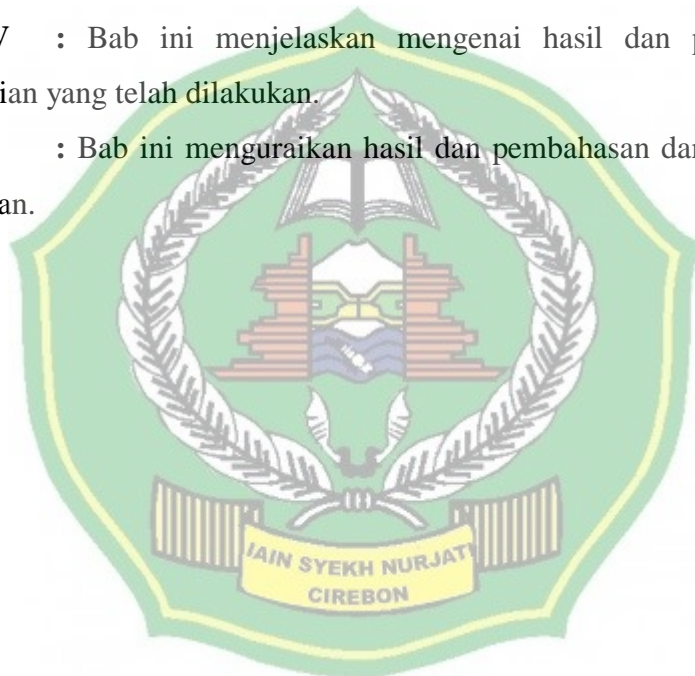 V : Bab ini menjelaskan mengenai hasil dan p
ian yang telah dilakukan.
: Bab ini menguraikan hasil dan pembahasan dar
an.
IAIN SYEKH NURJATI
CIREBON